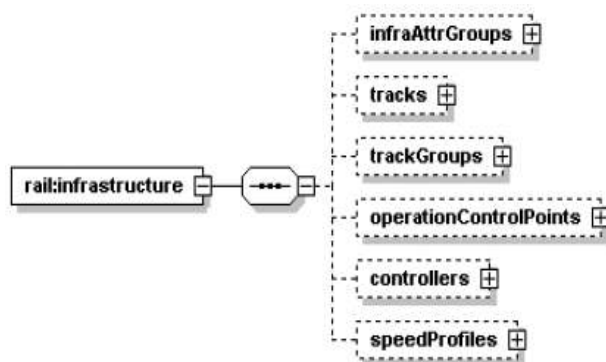 infraAttrGroups
tracks
trackGroups
rail:infrastructure
operationControlPoints
controllers
speedProfiles